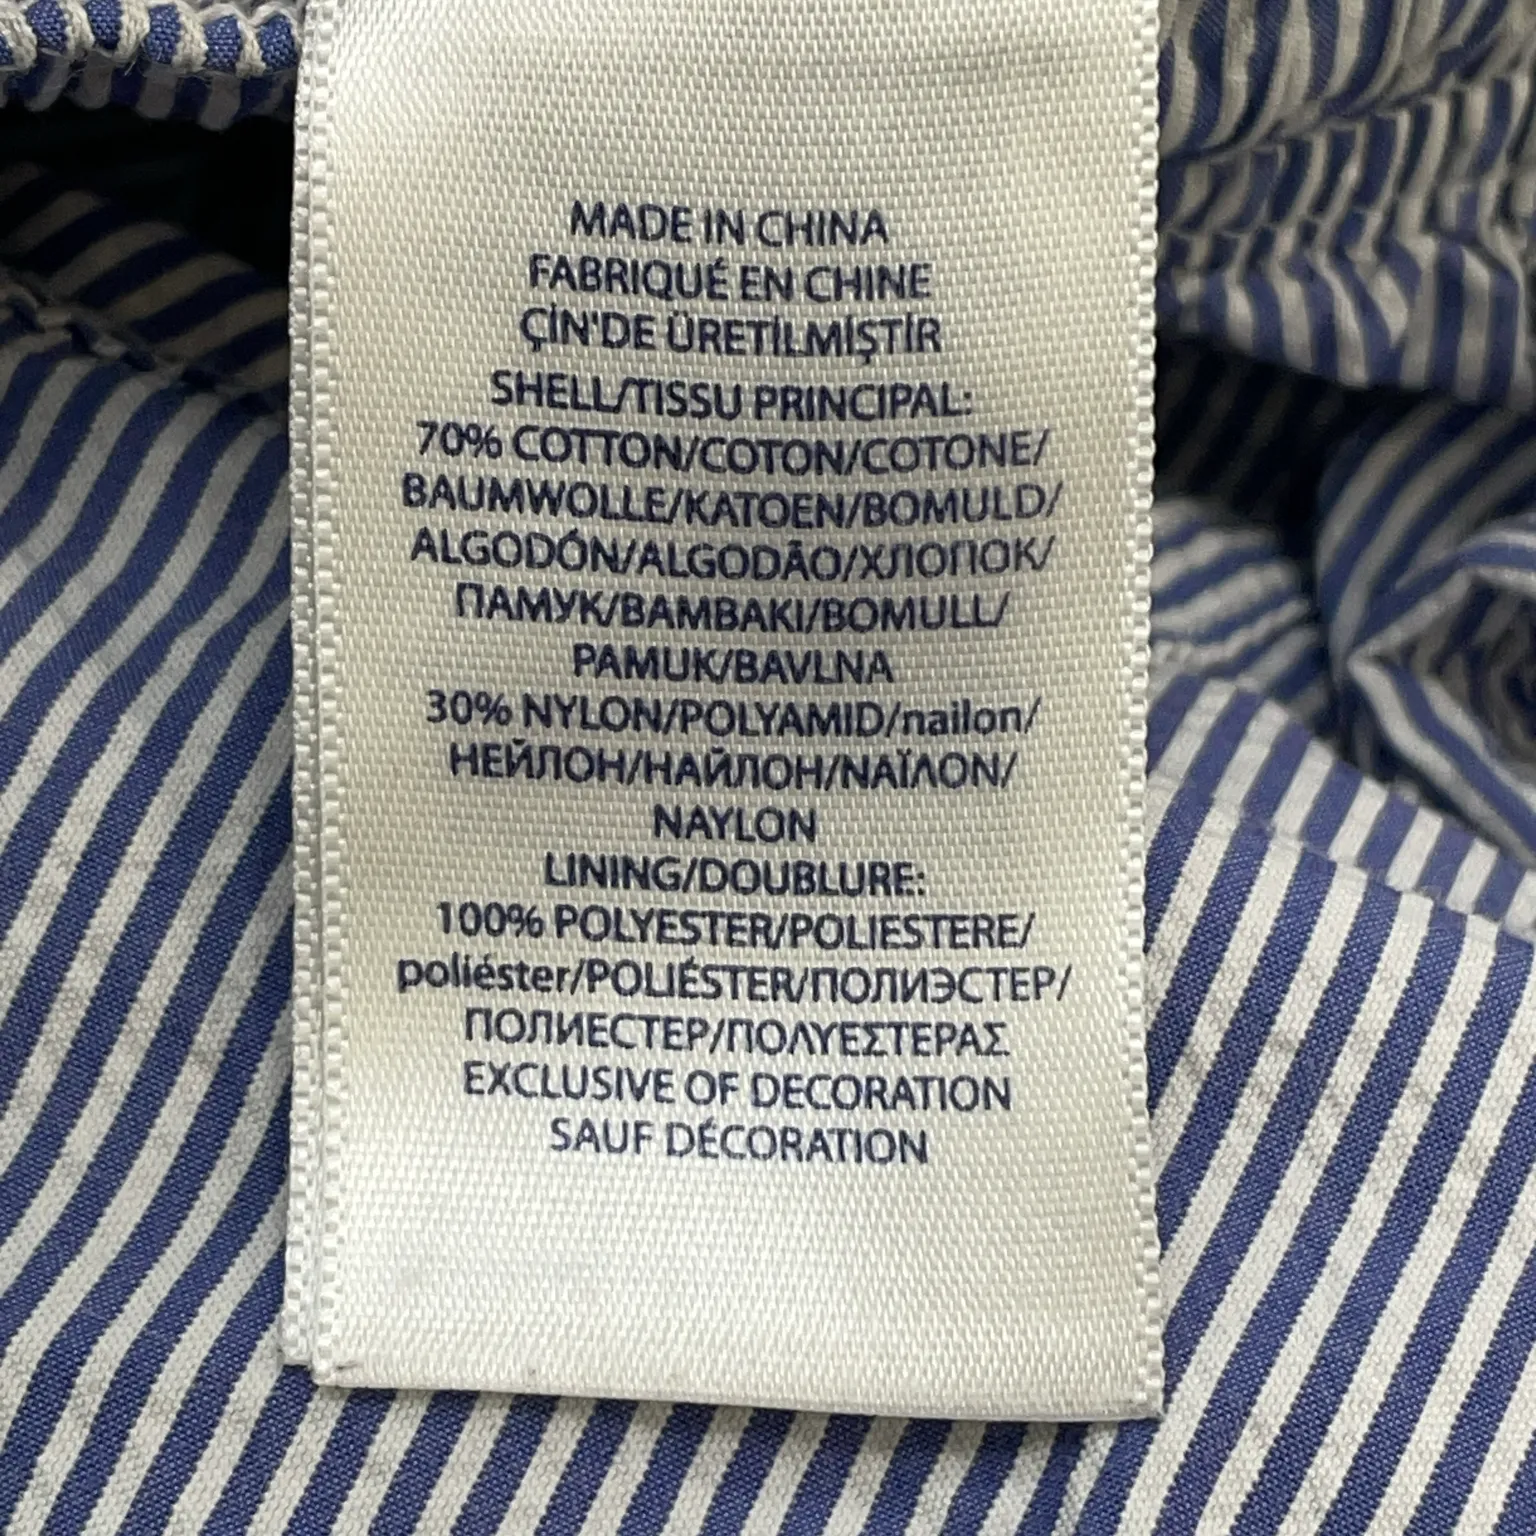 MADE IN CHINA
FABRIQUÉ EN CHINE
ÇİN'DE ÜRETİLMİŞTİR
SHELL/TISSU PRINCIPAL:
70% COTTON/COTON/COTONE/
BAUMWOLLE/KATOEN/BOMULD/
ALGODÓN/ALGODÃO/ХЛОПОК/
ПАМУК/BAMBAKI/BOMULL/
PAMUK/BAVLNA
30% NYLON/POLYAMID/nailon/
НЕЙЛОН/НАЙЛОН/ΝΑΪΛΟΝ/
NAYLON
LINING/DOUBLURE:
100% POLYESTER/POLIESTERE/
poliéster/POLIÉSTER/ПОЛИЭСТЕР/
ПОЛИЕСТЕР/ΠΟΛΥΕΣΤΕΡΑΣ
EXCLUSIVE OF DECORATION
SAUF DÉCORATION